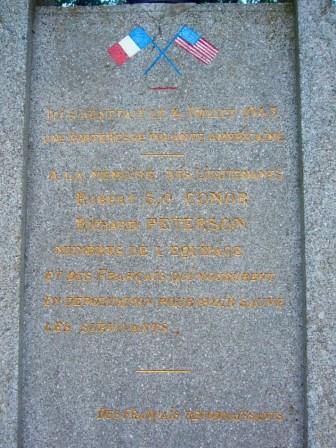 ICI S'ABATTAIT LE 4 JUILLET 1943
UNE FORTERESSE VOLANTE AMERICAINE
A LA MEMOIRE DES LIEUTENANTS
ROBERT S.O CONOR
RICHARD PETERSON
MEMBRES DE L'EQUIPAGE
ET DES FRANÇAIS QUI MOURURENT
EN DEPORTATION POUR AVOIR SAUVE
LES SURVIVANTS.
DES FRANÇAIS RECONNAISSANTS